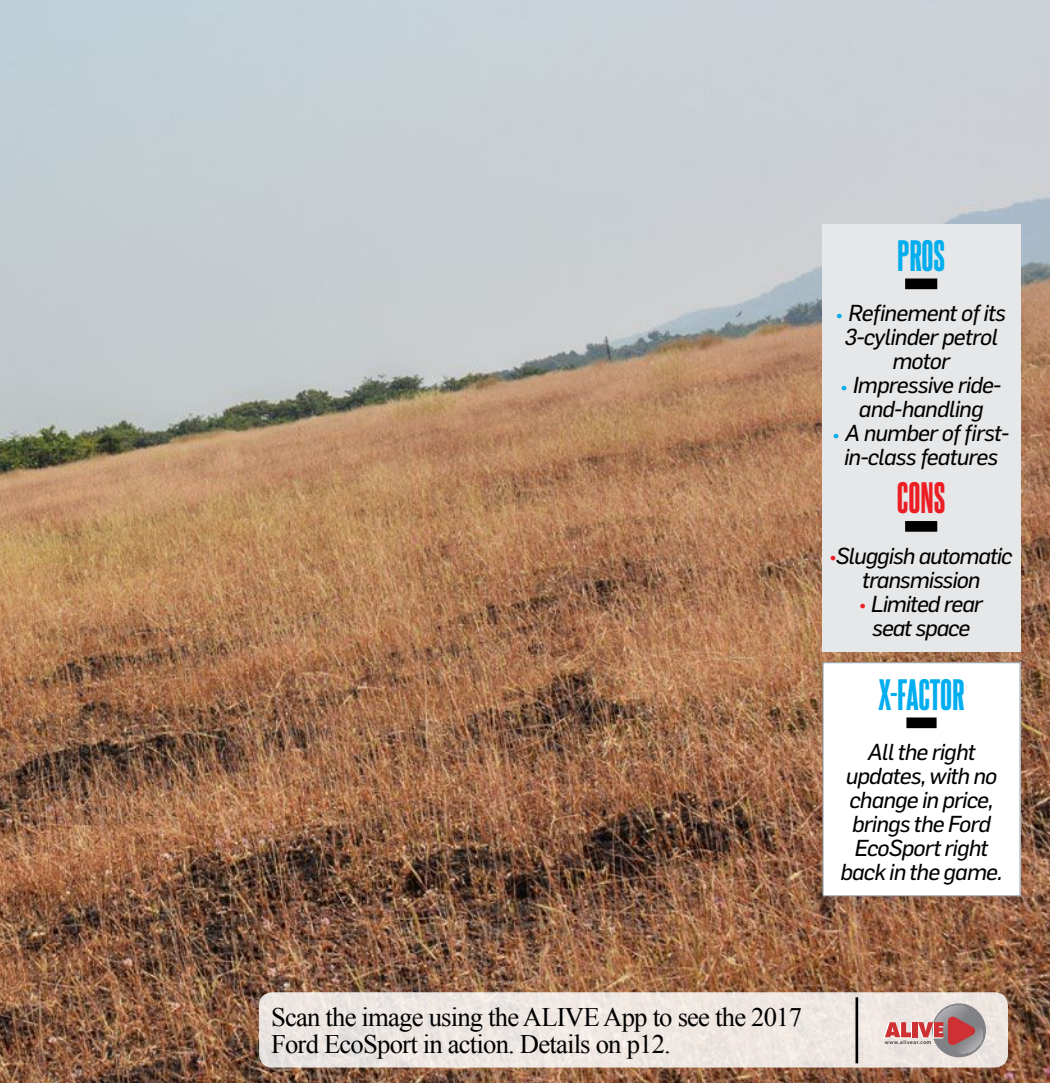 PROS
• Refinement of its
3-cylinder petrol
motor
• Impressive ride-
and-handling
• A number of first-
in-class features
CONS
•Sluggish automatic
transmission
• Limited rear
seat space
X-FACTOR
All the right
updates, with no
change in price,
brings the Ford
EcoSport right
back in the game.
Scan the image using the ALIVE App to see the 2017
Ford EcoSport in action. Details on p12.
ALIVE
www.alivear.com